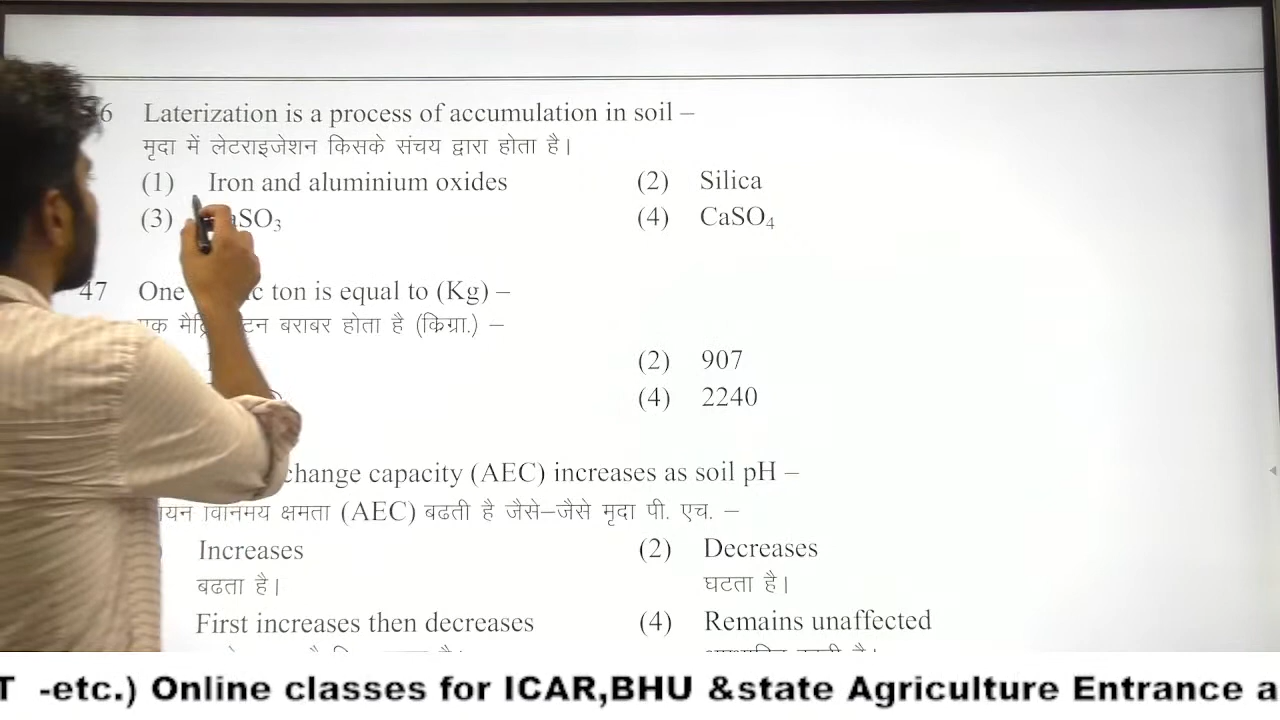 6 Laterization is a process of accumulation in soil –
मृदा में लेटराइजेशन किसके संचय द्वारा होता है।
(1) Iron and aluminium oxides (2) Silica
(3) aSO₃ (4) CaSO₄
47 One c ton is equal to (Kg) –
एक टन बराबर होता है (किग्रा.) –
(2) 907
(4) 2240
change capacity (AEC) increases as soil pH –
क्षमता (AEC) बढती है जैसे–जैसे मृदा पी. एच. –
Increases (2) Decreases
बढता है। घटता है।
First increases then decreases (4) Remains unaffected
T -etc.) Online classes for ICAR,BHU &state Agriculture Entrance a